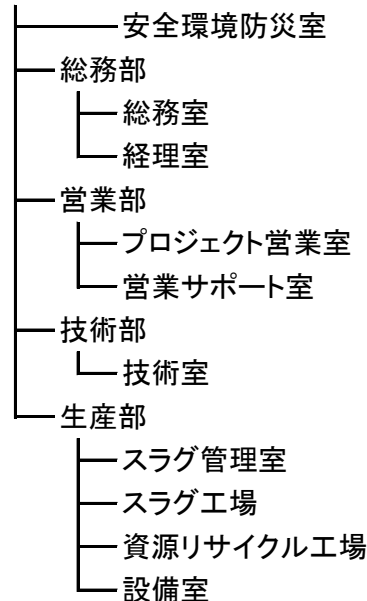 安全環境防災室
総務部
総務室
経理室
営業部
プロジェクト営業室
営業サポート室
技術部
技術室
生産部
スラグ管理室
スラグ工場
資源リサイクル工場
設備室